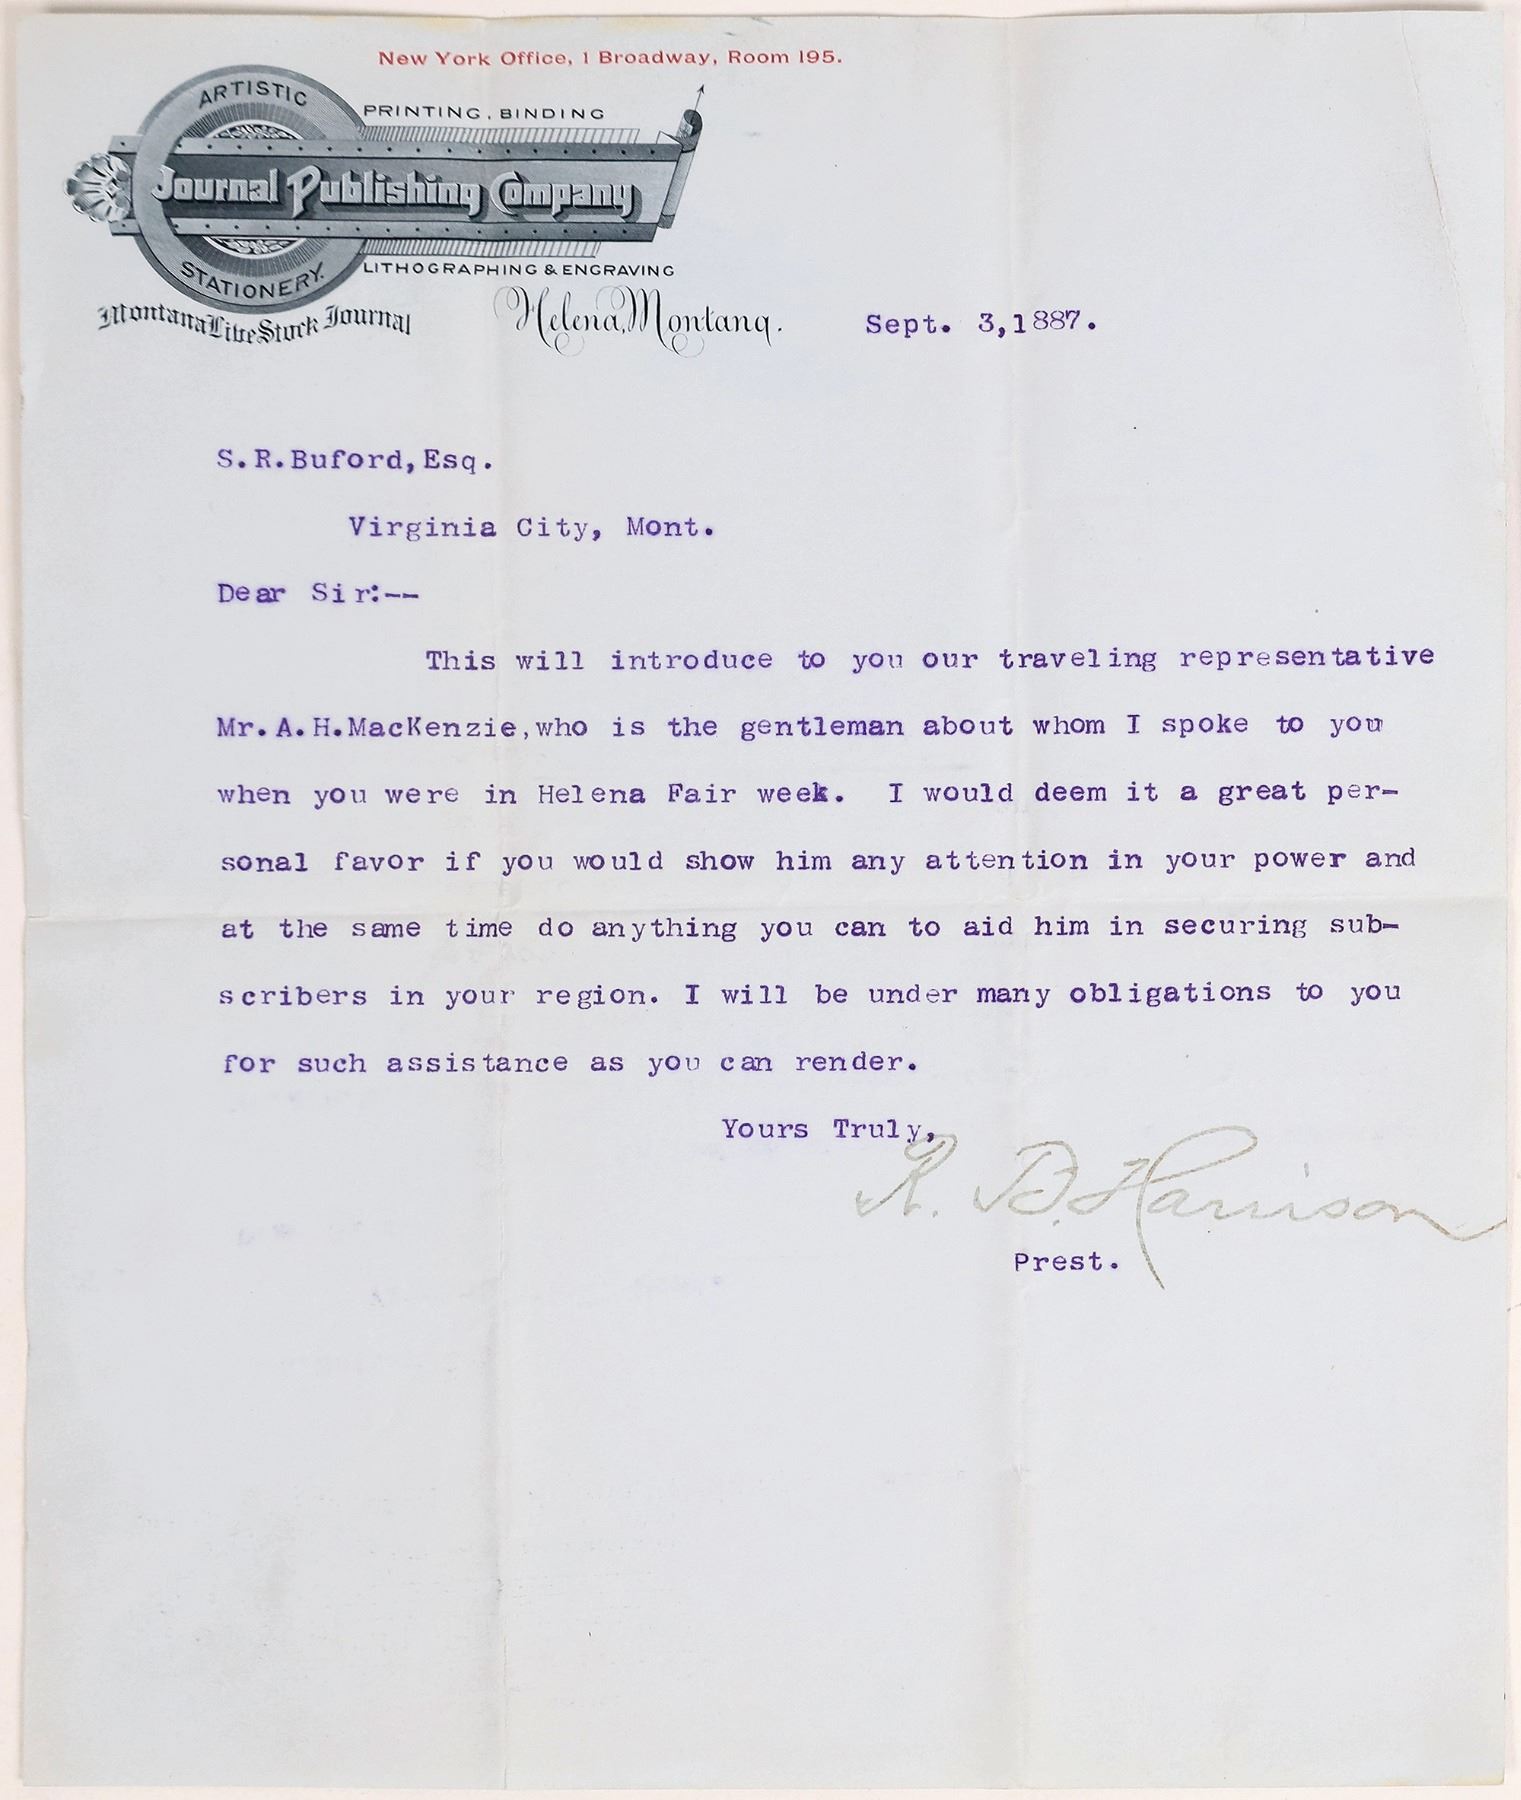 New York Office, 1 Broadway, Room 195.
ARTISTIC
PRINTING, BINDING
Journal Publishing Company
STATIONERY.
LITHOGRAPHING & ENGRAVING
Montana Live Stock Journal
Helena, Montana.
Sept. 3,1887.
S.R.Buford,Esq.
Virginia City, Mont.
Dear Sir:--
This will introduce to you our traveling representative
Mr.A.H.MacKenzie,who is the gentleman about whom I spoke to you
when you were in Helena Fair week. I would deem it a great per-
sonal favor if you would show him any attention in your power and
at the same time do anything you can to aid him in securing sub-
scribers in your region. I will be under many obligations to you
for such assistance as you can render.
Yours Truly,
R. B. Harrison
Prest.